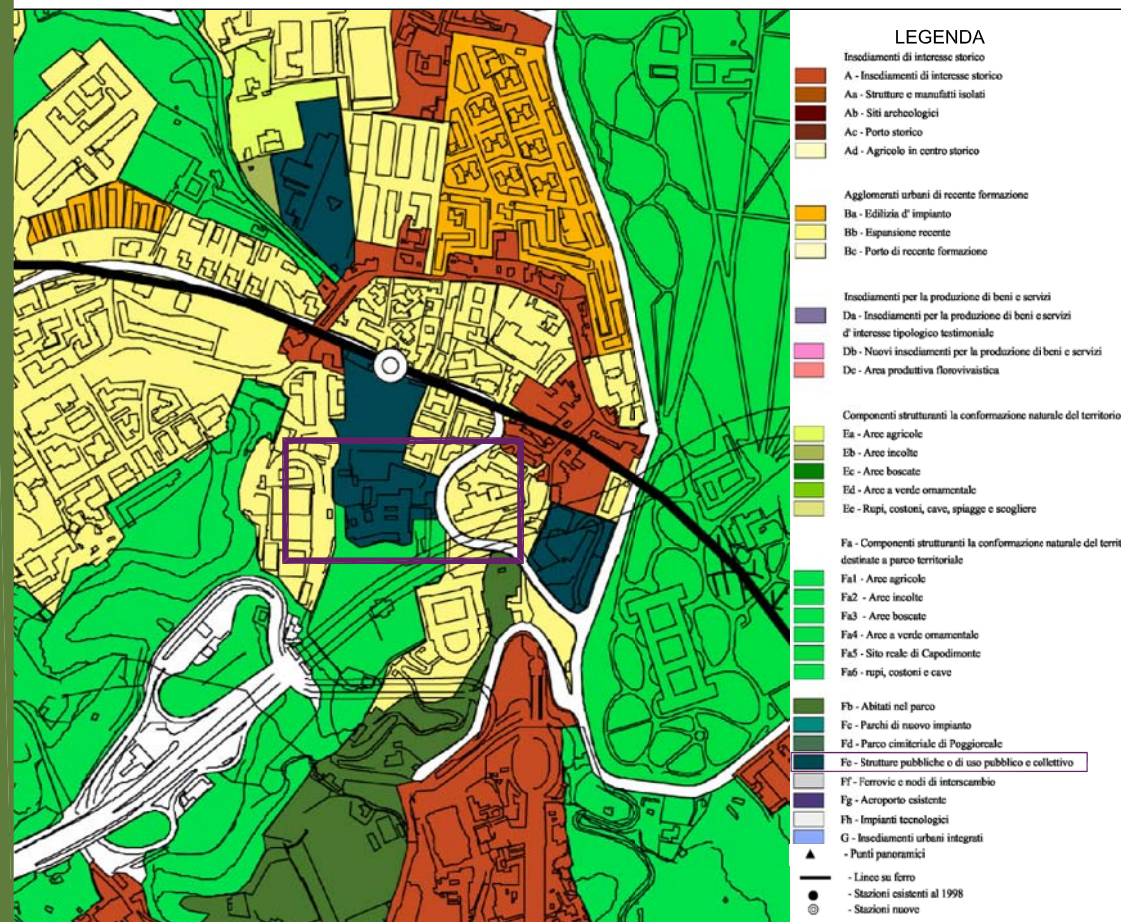 LEGENDA
Insediamenti di interesse storico
A - Insediamenti di interesse storico
Aa - Strutture e manufatti isolati
Ab - Siti archeologici
Ac - Porto storico
Ad - Agricolo in centro storico
Agglomerati urbani di recente formazione
Ba - Edilizia d' impianto
Bb - Espansione recente
Bc - Porto di recente formazione
Insediamenti per la produzione di beni e servizi
Da - Insediamenti per la produzione di beni e servizi
d' interesse tipologico testimoniale
Db - Nuovi insediamenti per la produzione di beni e servizi
Dc - Area produttiva florovivaistica
Componenti strutturanti la conformazione naturale del territorio
Ea - Aree agricole
Eb - Aree incolte
Ec - Aree boscate
Ed - Aree a verde ornamentale
Ee - Rupi, costoni, cave, spiagge e scogliere
Fa - Componenti strutturanti la conformazione naturale del territ
destinate a parco territoriale
Fa1 - Aree agricole
Fa2 - Aree incolte
Fa3 - Aree boscate
Fa4 - Aree a verde ornamentale
Fa5 - Sito reale di Capodimonte
Fa6 - rupi, costoni e cave
Fb - Abitati nel parco
Fc - Parchi di nuovo impianto
Fd - Parco cimiteriale di Poggioreale
Fe - Strutture pubbliche o di uso pubblico e collettivo
Ff - Ferrovie e nodi di interscambio
Fg - Aeroporto esistente
Fh - Impianti tecnologici
G - Insediamenti urbani integrati
- Punti panoramici
- Linee su ferro
- Stazioni esistenti al 1998
- Stazioni nuove